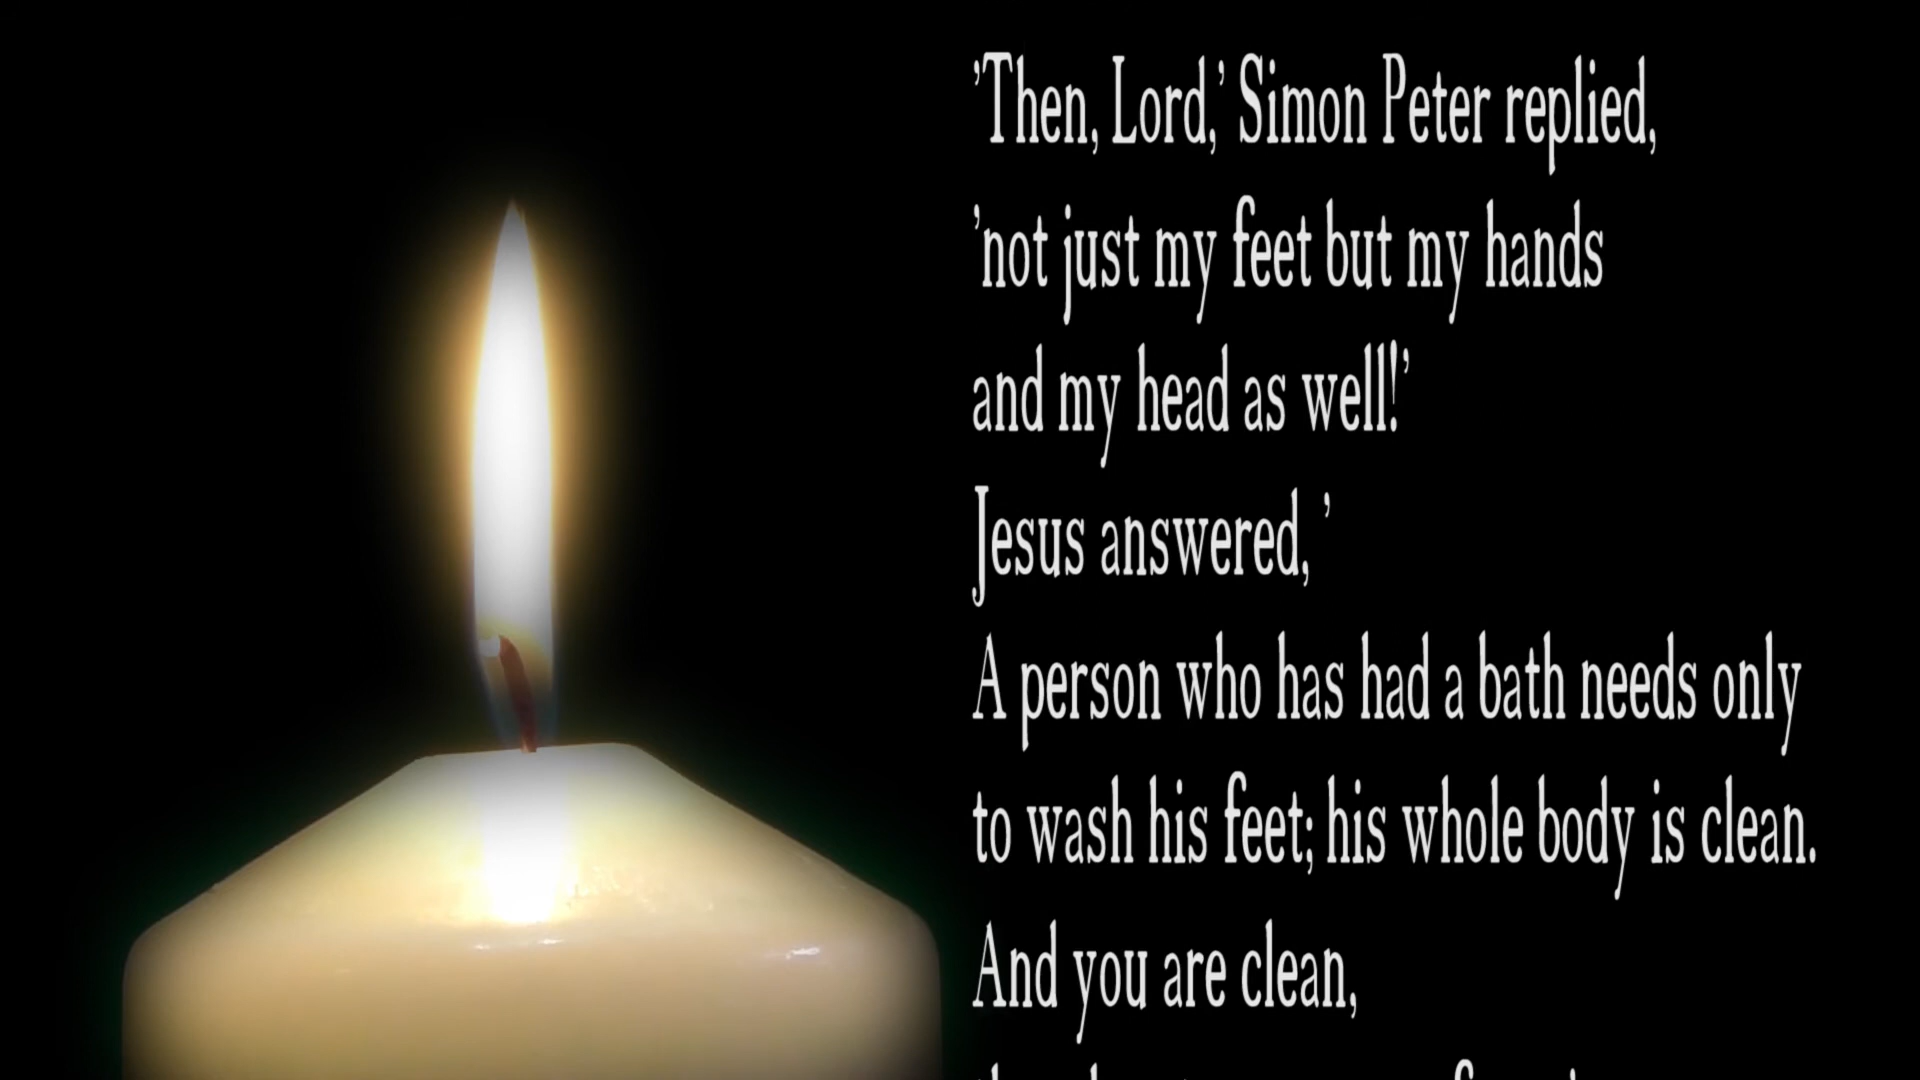 ’Then, Lord,’ Simon Peter replied,
’not just my feet but my hands
and my head as well!’
Jesus answered, ’
A person who has had a bath needs only
to wash his feet; his whole body is clean.
And you are clean,